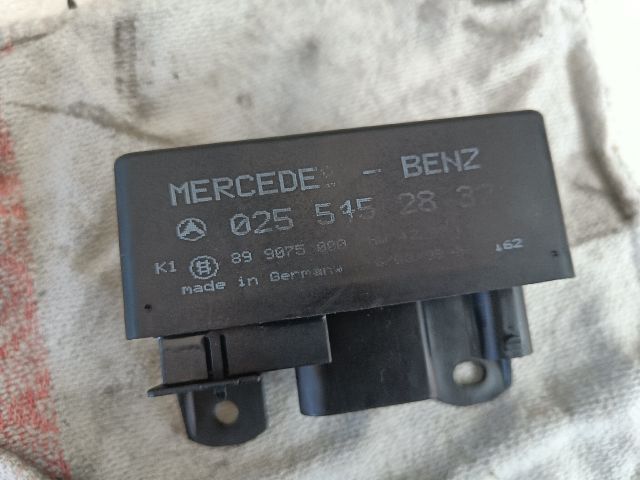 MERCEDES - BENZ
025 545 28 32
K1 89 9075 000
made in Germany